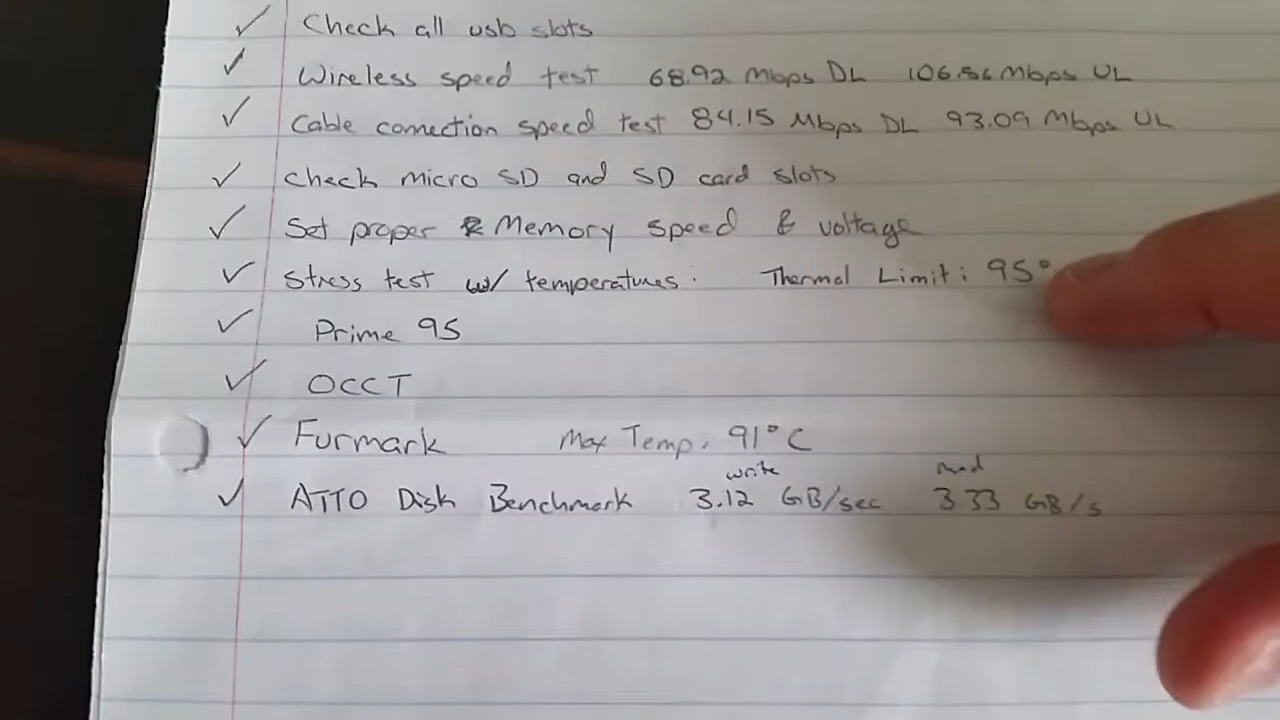 ✓ Check all usb slots
✓ Wireless speed test 68.92 Mbps DL 106.56 Mbps UL
✓ Cable connection speed test 84.15 Mbps DL 93.09 Mbps UL
✓ Check micro SD and SD card slots
✓ Set proper Memory speed & voltage
✓ Stress test w/ temperatures: Thermal Limit: 95°
✓ Prime 95
✓ OCCT
✓ Furmark Max Temp: 91°C
write read
✓ ATTO Disk Benchmark 3.12 GB/sec 3.33 GB/s